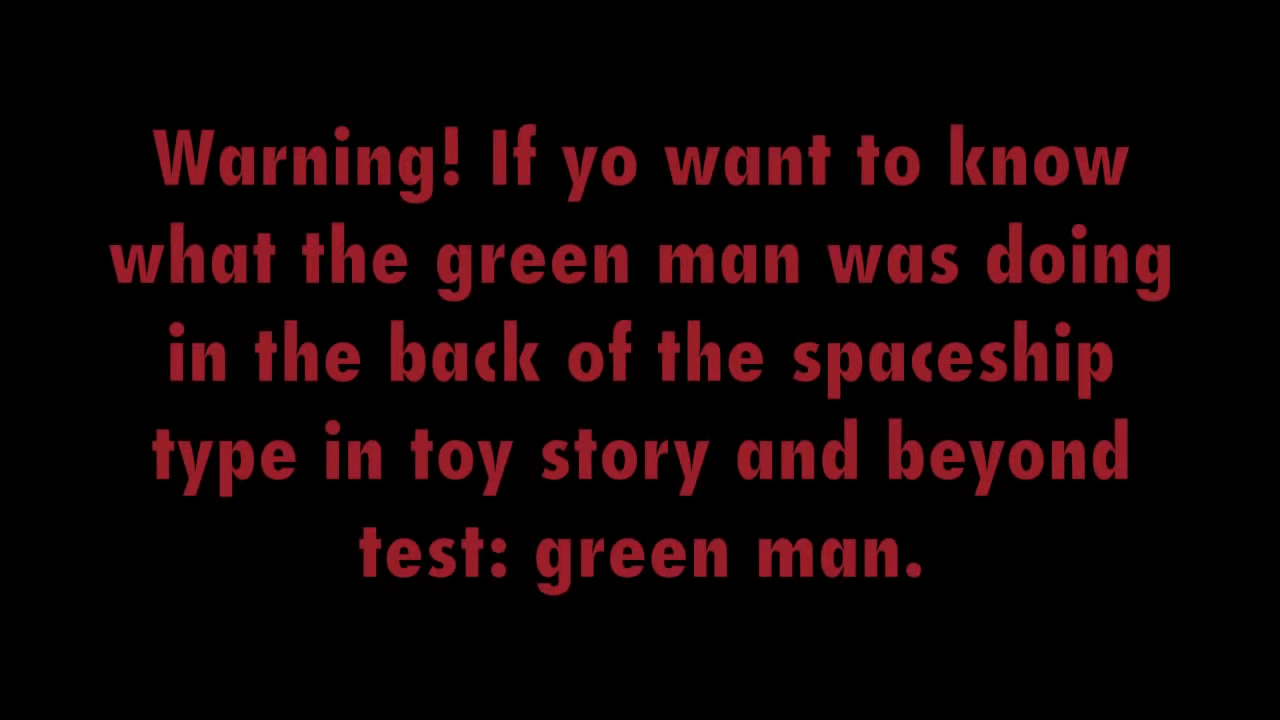 Warning! If yo want to know
what the green man was doing
in the back of the spaceship
type in toy story and beyond
test: green man.